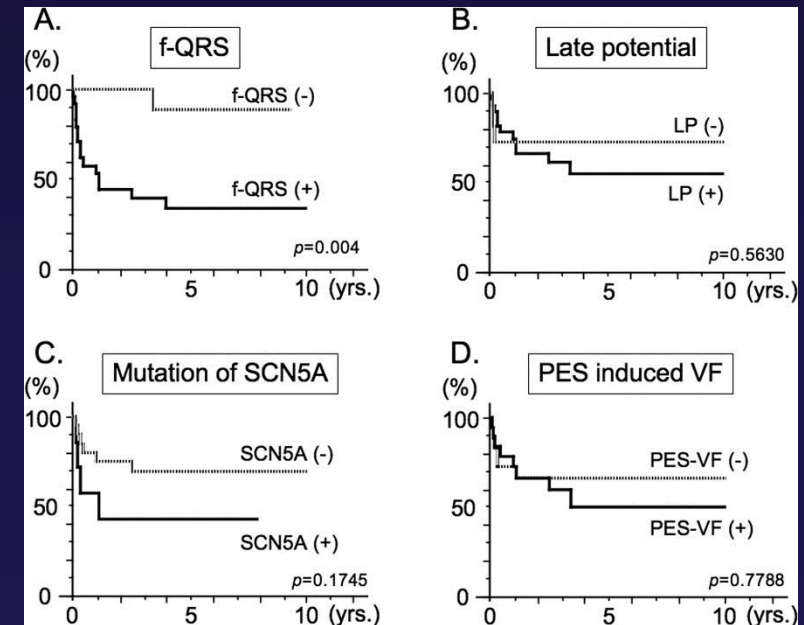 A.
f-QRS
(%)
100
50
0
f-QRS (-)
f-QRS (+)
p=0.004
0 5 10 (yrs.)
B.
Late potential
(%)
100
50
0
LP (-)
LP (+)
p=0.5630
0 5 10 (yrs.)
C.
Mutation of SCN5A
(%)
100
50
0
SCN5A (-)
SCN5A (+)
p=0.1745
0 5 10 (yrs.)
D.
PES induced VF
(%)
100
50
0
PES-VF (-)
PES-VF (+)
p=0.7788
0 5 10 (yrs.)